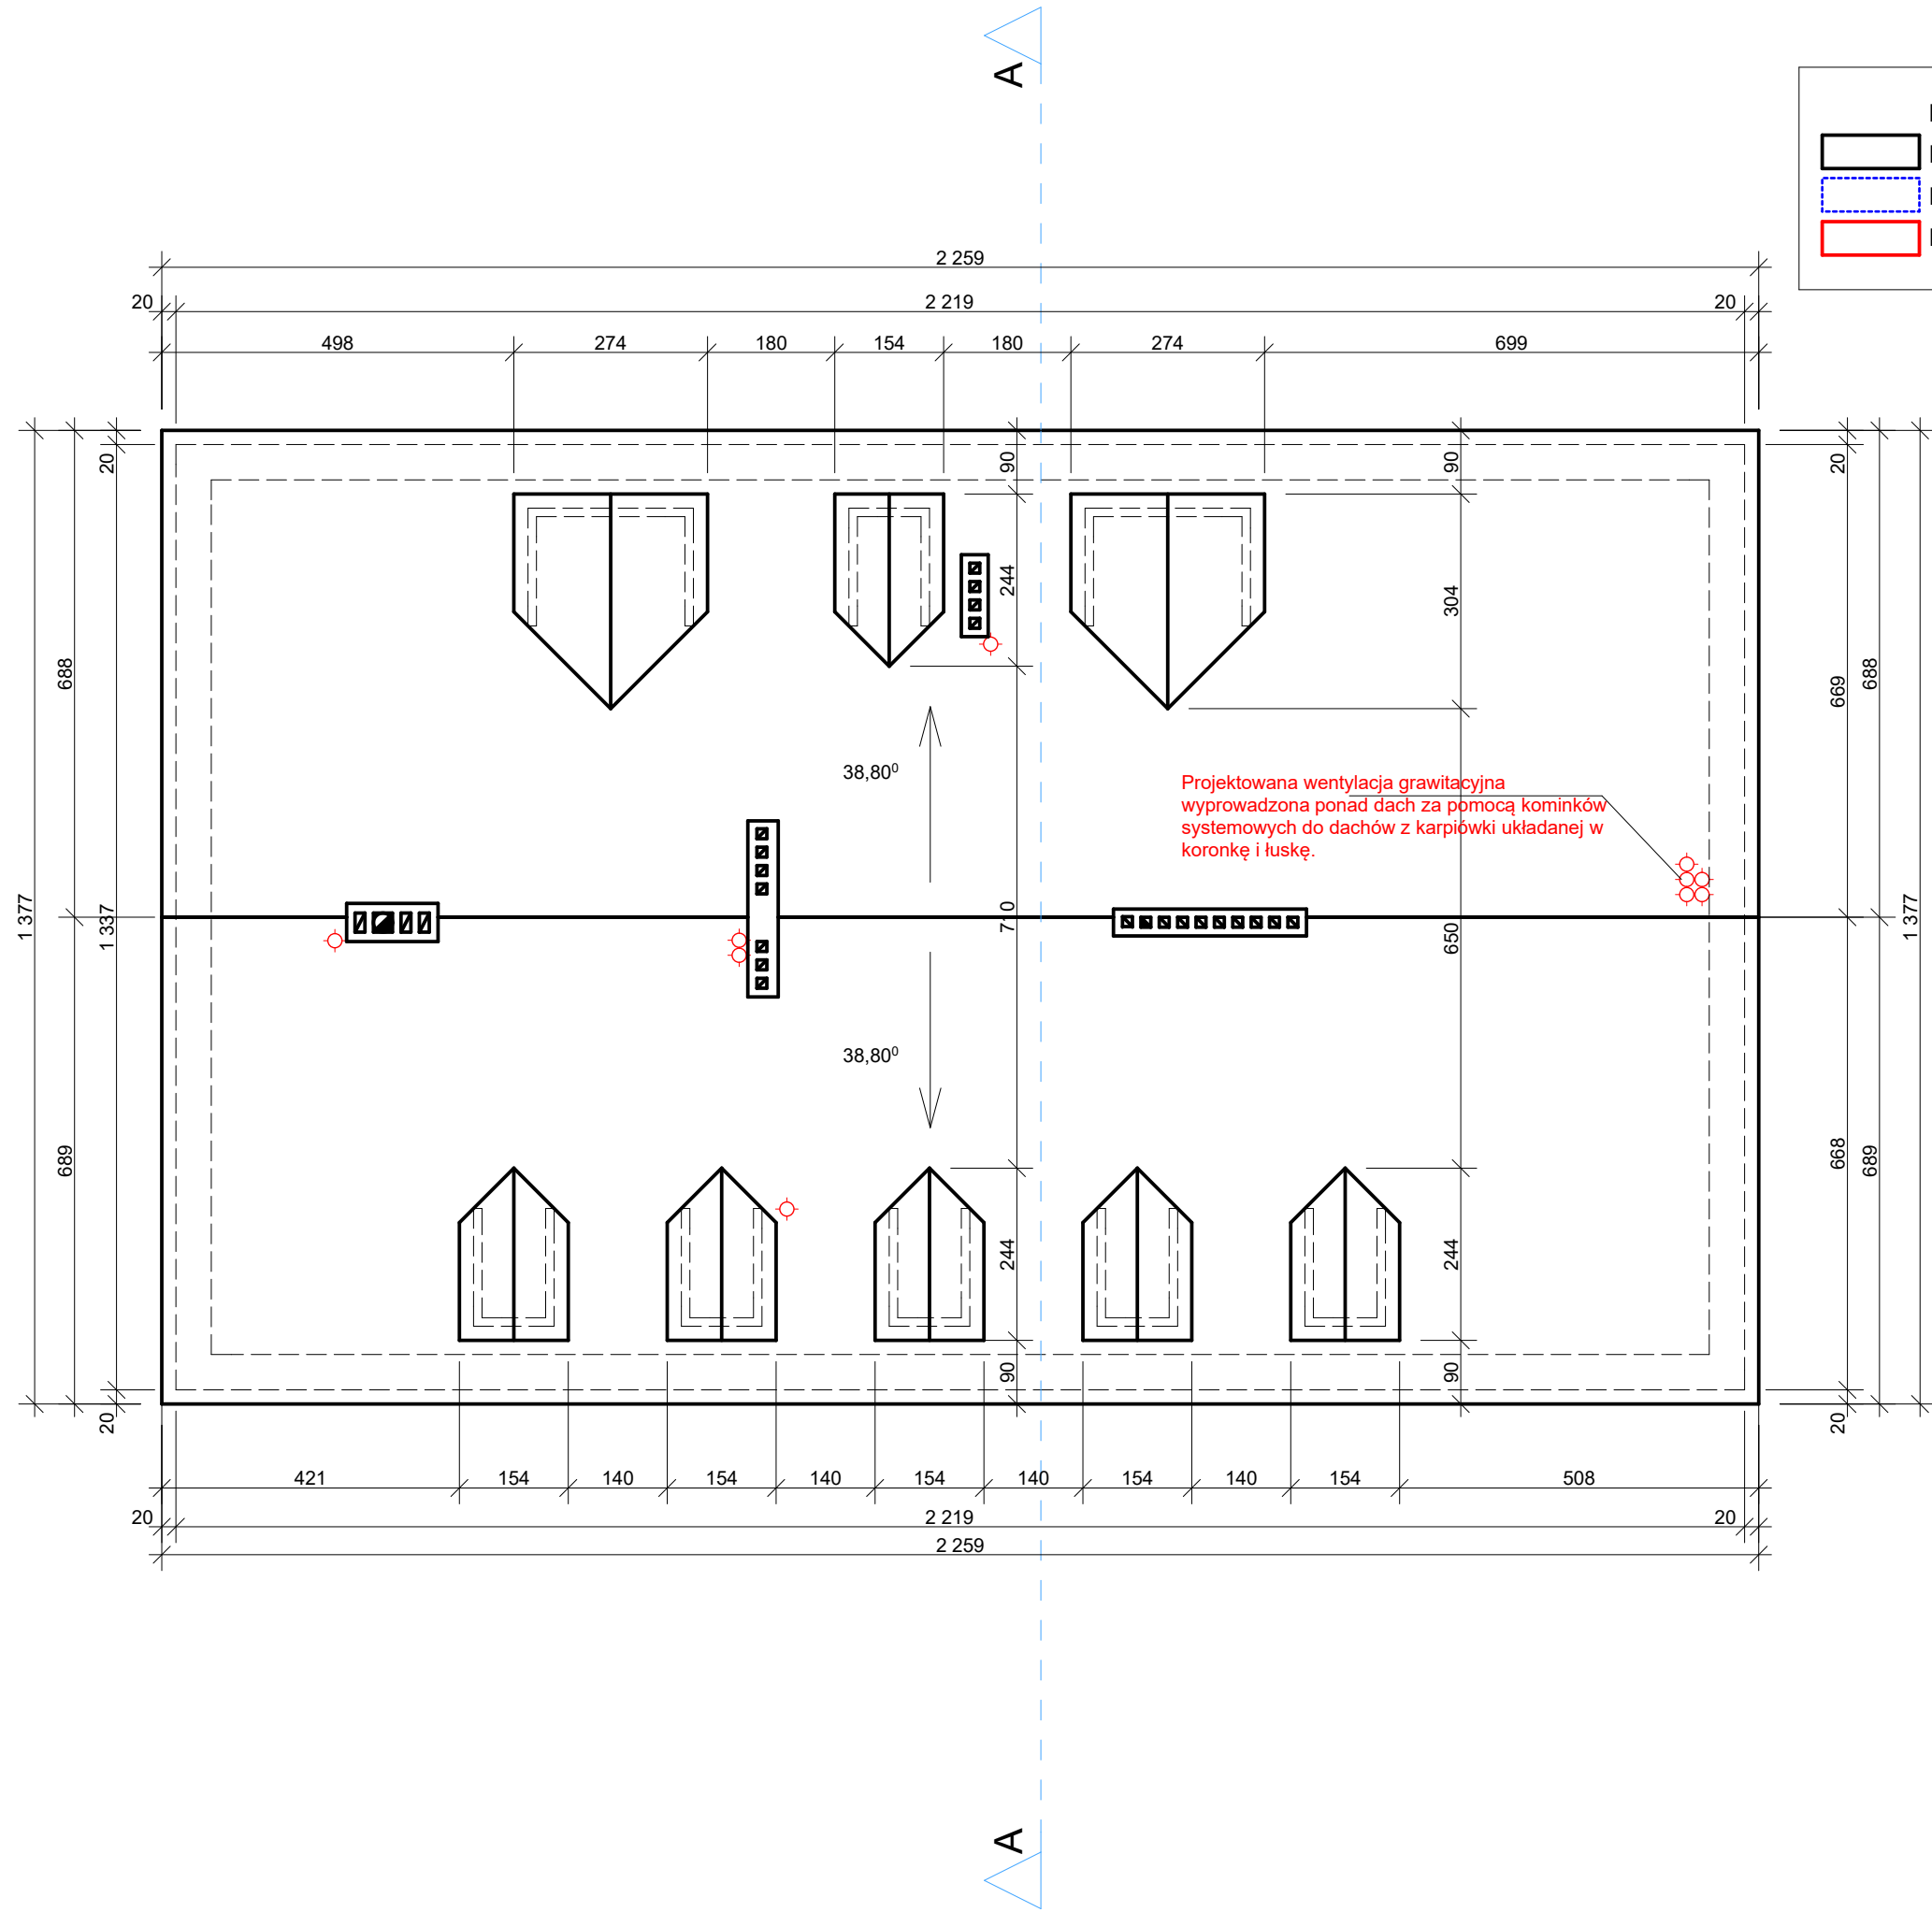 A
2 259
20 2 219 20
498 274 180 154 180 274 699
20 90 90 20
244
304
688 669 688
38,80⁰
Projektowana wentylacja grawitacyjna
wyprowadzona ponad dach za pomocą kominków
systemowych do dachów z karpiówki układanej w
koronkę i łuskę.
1 377 1 337 710 650 1 377
38,80⁰
689 668 689
244 244
90 90
20 20
421 154 140 154 140 154 140 154 140 154 508
20 2 219 20
2 259
A